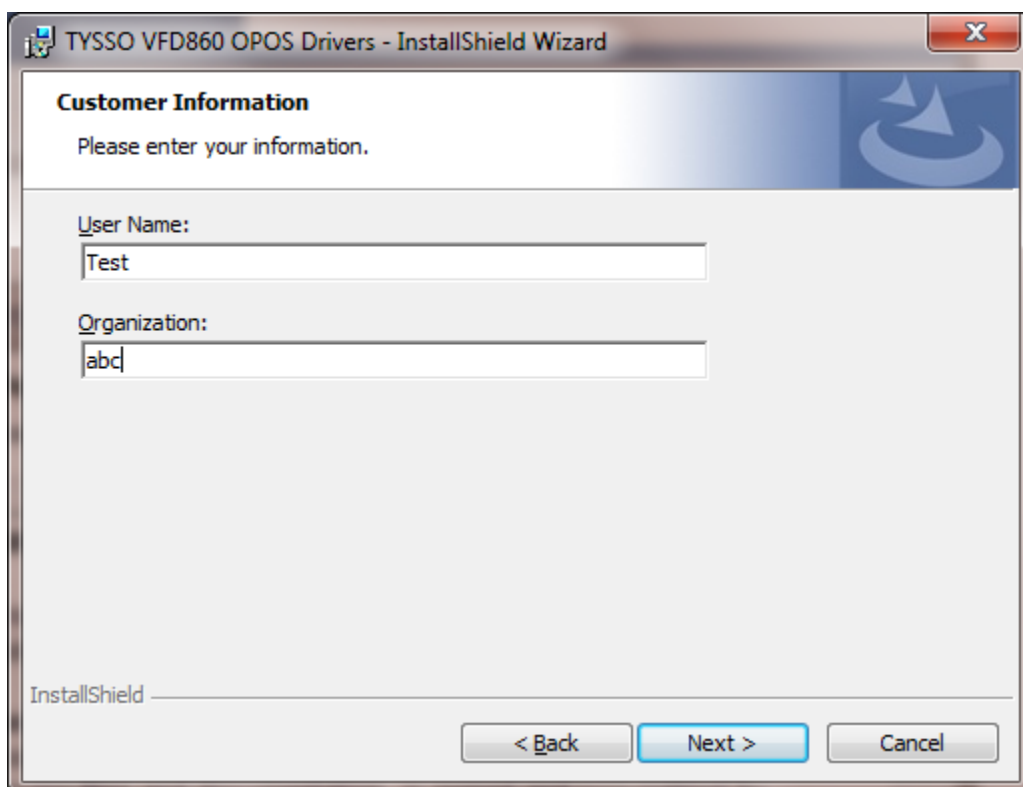 TYSSO VFD860 OPOS Drivers - InstallShield Wizard
Customer Information
Please enter your information.
User Name:
Test
Organization:
abc
InstallShield
< Back Next > Cancel